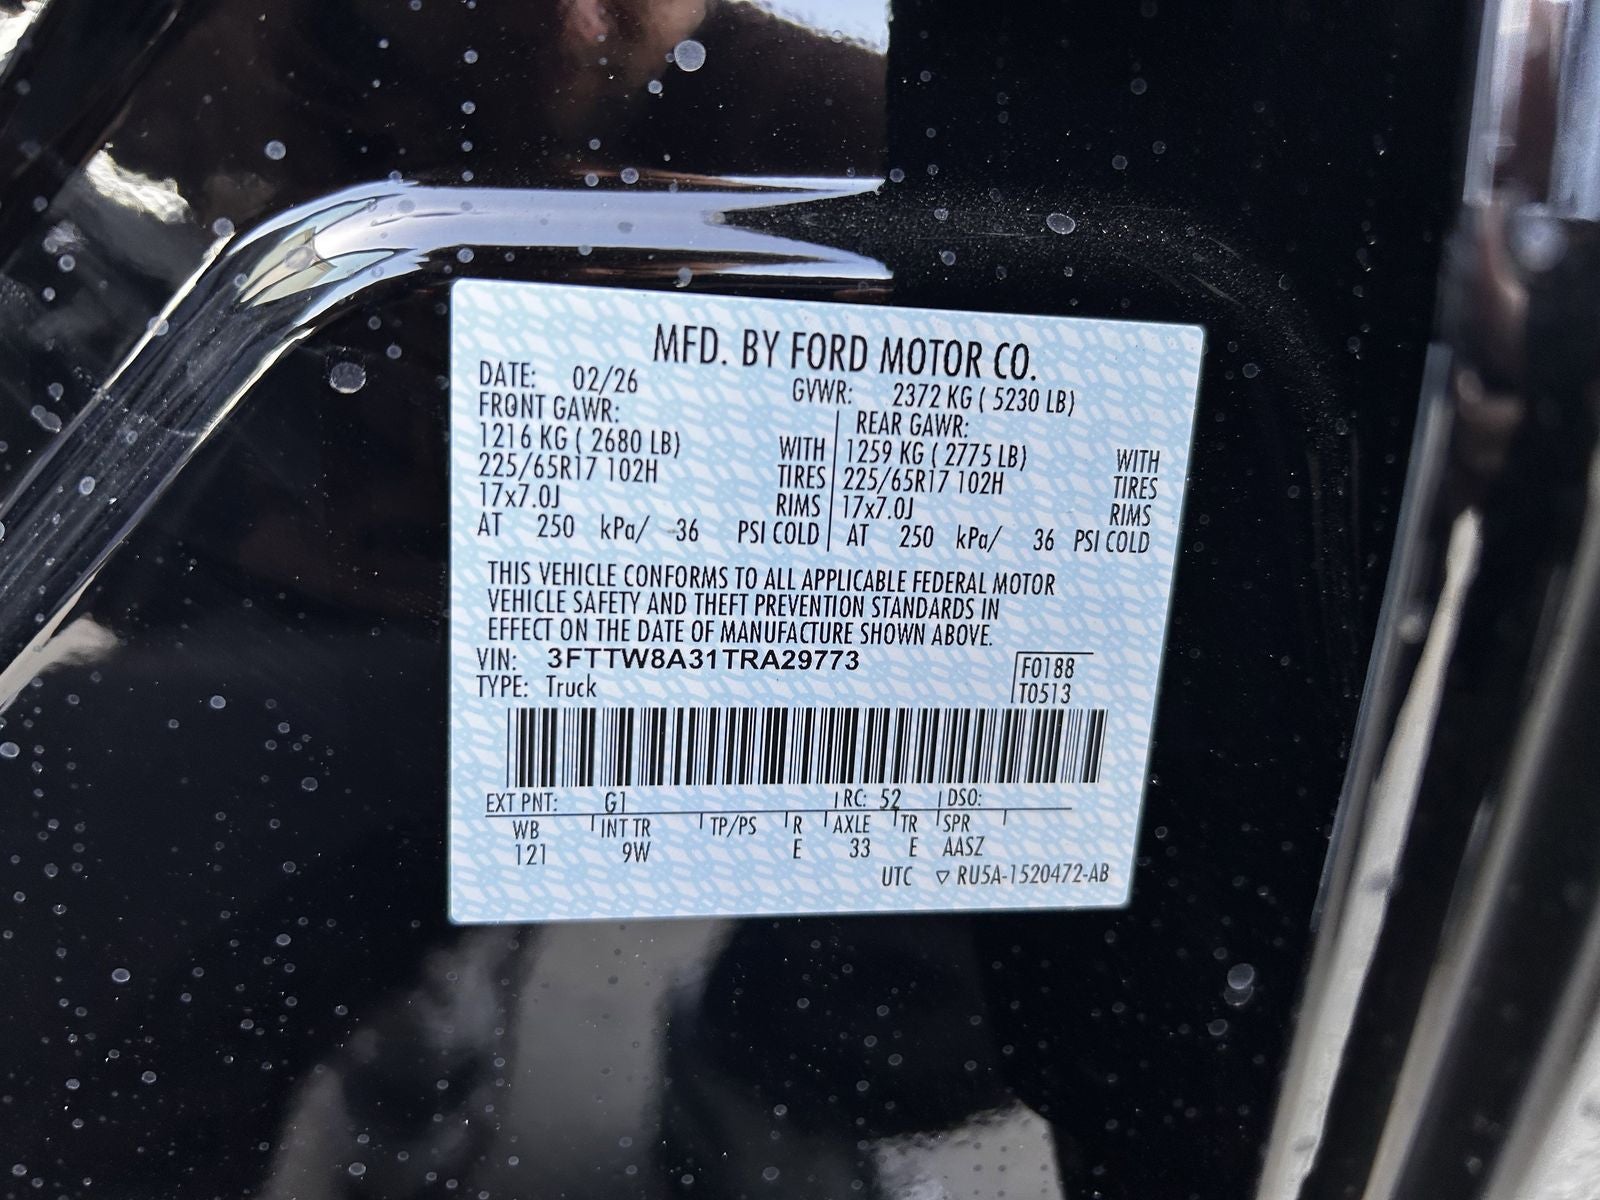 MFD. BY FORD MOTOR CO.
DATE: 02/26 GVWR: 2372 KG ( 5230 LB)
FRONT GAWR: REAR GAWR:
1216 KG ( 2680 LB) WITH 1259 KG ( 2775 LB) WITH
225/65R17 102H TIRES 225/65R17 102H TIRES
17x7.0J RIMS 17x7.0J RIMS
AT 250 kPa/ 36 PSI COLD AT 250 kPa/ 36 PSI COLD
THIS VEHICLE CONFORMS TO ALL APPLICABLE FEDERAL MOTOR
VEHICLE SAFETY AND THEFT PREVENTION STANDARDS IN
EFFECT ON THE DATE OF MANUFACTURE SHOWN ABOVE.
VIN: 3FTTW8A31TRA29773 F0188
TYPE: Truck T0513
EXT PNT: G1 RC: 52 DSO:
WB INT TR TP/PS R AXLE TR SPR
121 9W E 33 E AASZ
UTC ▽ RU5A-1520472-AB